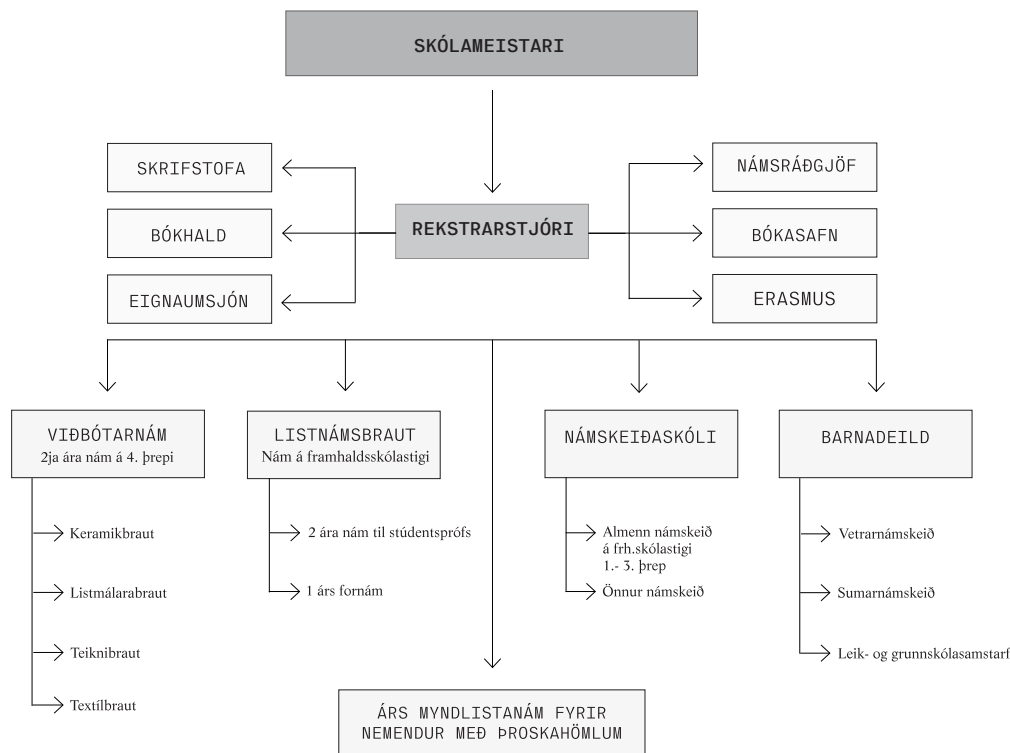 SKÓLAMEISTARI
SKRIFSTOFA
NÁMSRÁÐGJÖF
REKSTRARSTJÓRI
BÓKHALD
BÓKASAFN
EIGNAUMSJÓN
ERASMUS
VIÐBÓTARNÁM
2ja ára nám á 4. þrepi
Keramikbraut
Listmálarabraut
Teiknibraut
Textílbraut
LISTNÁMSBRAUT
Nám á framhaldsskólastigi
2 ára nám til stúdentsprófs
1 árs fornám
NÁMSKEIÐASKÓLI
Almenn námskeið
á frh.skólastigi
1.- 3. þrep
Önnur námskeið
BARNADEILD
Vetrarnámskeið
Sumarnámskeið
Leik- og grunnskólasamstarf
ÁRS MYNDLISTANÁM FYRIR
NEMENDUR MEÐ ÞROSKAHÖMLUM